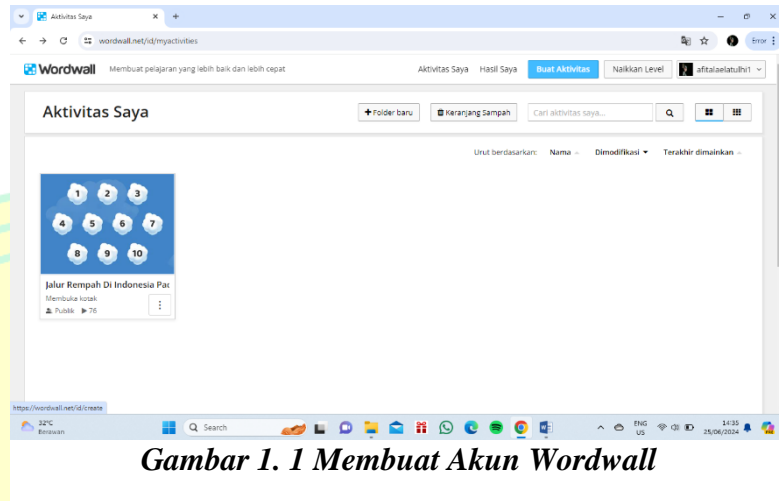 Aktivitas Saya
wordwall.net/id/myactivities
Error
Wordwall Membuat pelajaran yang lebih baik dan lebih cepat Aktivitas Saya Hasil Saya Buat Aktivitas Naikkan Level afitalaelatulhi1
Aktivitas Saya
+ Folder baru Keranjang Sampah Cari aktivitas saya...
Urut berdasarkan: Nama Dimodifikasi Terakhir dimainkan
1 2 3
4 5 6 7
8 9 10
Jalur Rempah Di Indonesia Pad
Membuka kotak
Publik 76
https://wordwall.net/id/create
32°C
Berawan
Search
ENG
US
14:35
25/06/2024
Gambar 1. 1 Membuat Akun Wordwall